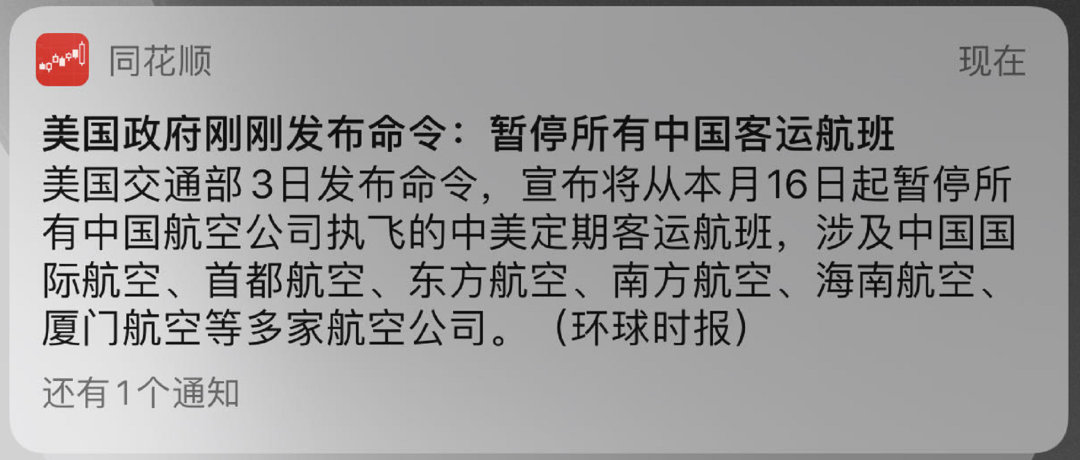 同花顺
现在
美国政府刚刚发布命令：暂停所有中国客运航班
美国交通部3日发布命令，宣布将从本月16日起暂停所
有中国航空公司执飞的中美定期客运航班，涉及中国国
际航空、首都航空、东方航空、南方航空、海南航空、
厦门航空等多家航空公司。（环球时报）
还有1个通知